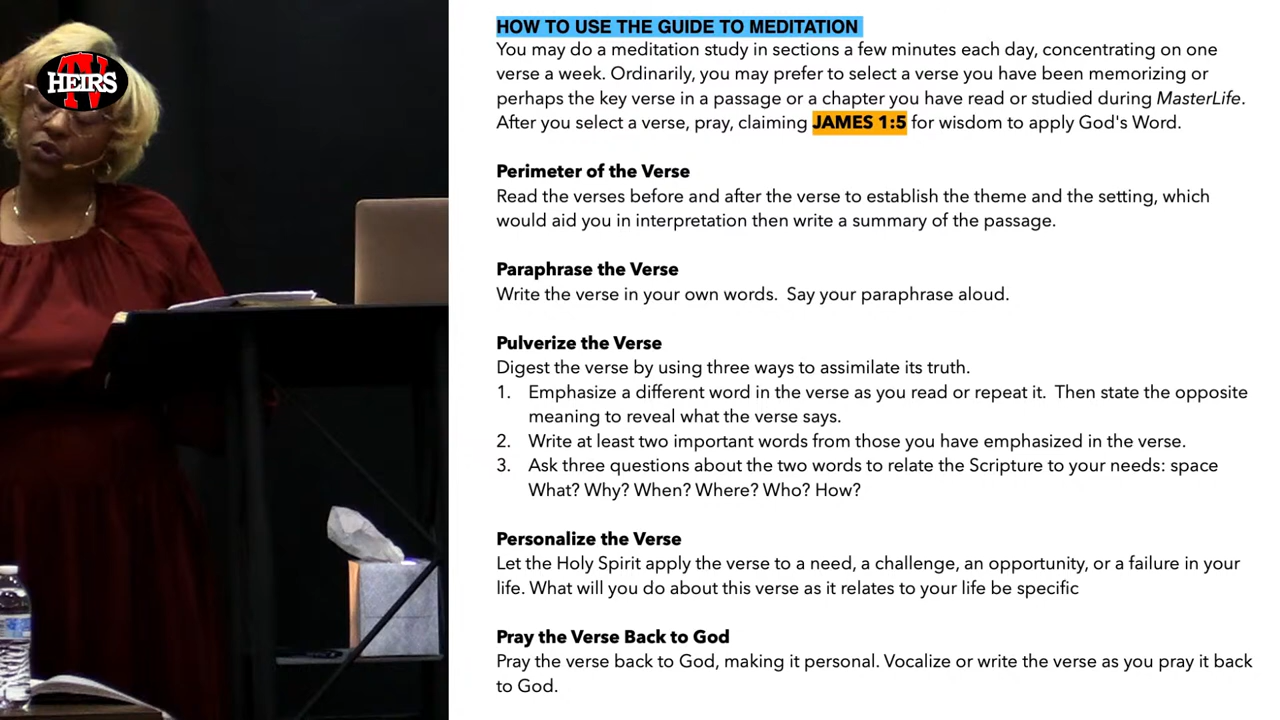 N
HEIRS
HOW TO USE THE GUIDE TO MEDITATION
You may do a meditation study in sections a few minutes each day, concentrating on one
verse a week. Ordinarily, you may prefer to select a verse you have been memorizing or
perhaps the key verse in a passage or a chapter you have read or studied during MasterLife.
After you select a verse, pray, claiming JAMES 1:5 for wisdom to apply God's Word.
Perimeter of the Verse
Read the verses before and after the verse to establish the theme and the setting, which
would aid you in interpretation then write a summary of the passage.
Paraphrase the Verse
Write the verse in your own words.  Say your paraphrase aloud.
Pulverize the Verse
Digest the verse by using three ways to assimilate its truth.
1. Emphasize a different word in the verse as you read or repeat it.  Then state the opposite
meaning to reveal what the verse says.
2. Write at least two important words from those you have emphasized in the verse.
3. Ask three questions about the two words to relate the Scripture to your needs: space
What? Why? When? Where? Who? How?
Personalize the Verse
Let the Holy Spirit apply the verse to a need, a challenge, an opportunity, or a failure in your
life. What will you do about this verse as it relates to your life be specific
Pray the Verse Back to God
Pray the verse back to God, making it personal. Vocalize or write the verse as you pray it back
to God.